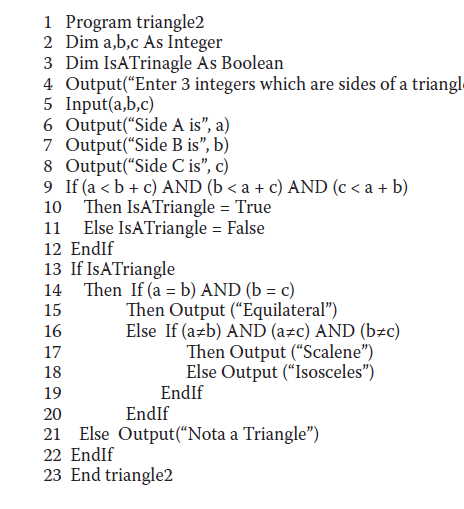 1 Program triangle2
2 Dim a,b,c As Integer
3 Dim IsATrinagle As Boolean
4 Output(“Enter 3 integers which are sides of a triangl
5 Input(a,b,c)
6 Output(“Side A is”, a)
7 Output(“Side B is”, b)
8 Output(“Side C is”, c)
9 If (a < b + c) AND (b < a + c) AND (c < a + b)
10 Then IsATriangle = True
11 Else IsATriangle = False
12 EndIf
13 If IsATriangle
14 Then If (a = b) AND (b = c)
15 Then Output (“Equilateral”)
16 Else If (a≠b) AND (a≠c) AND (b≠c)
17 Then Output (“Scalene”)
18 Else Output (“Isosceles”)
19 EndIf
20 EndIf
21 Else Output(“Nota a Triangle”)
22 EndIf
23 End triangle2